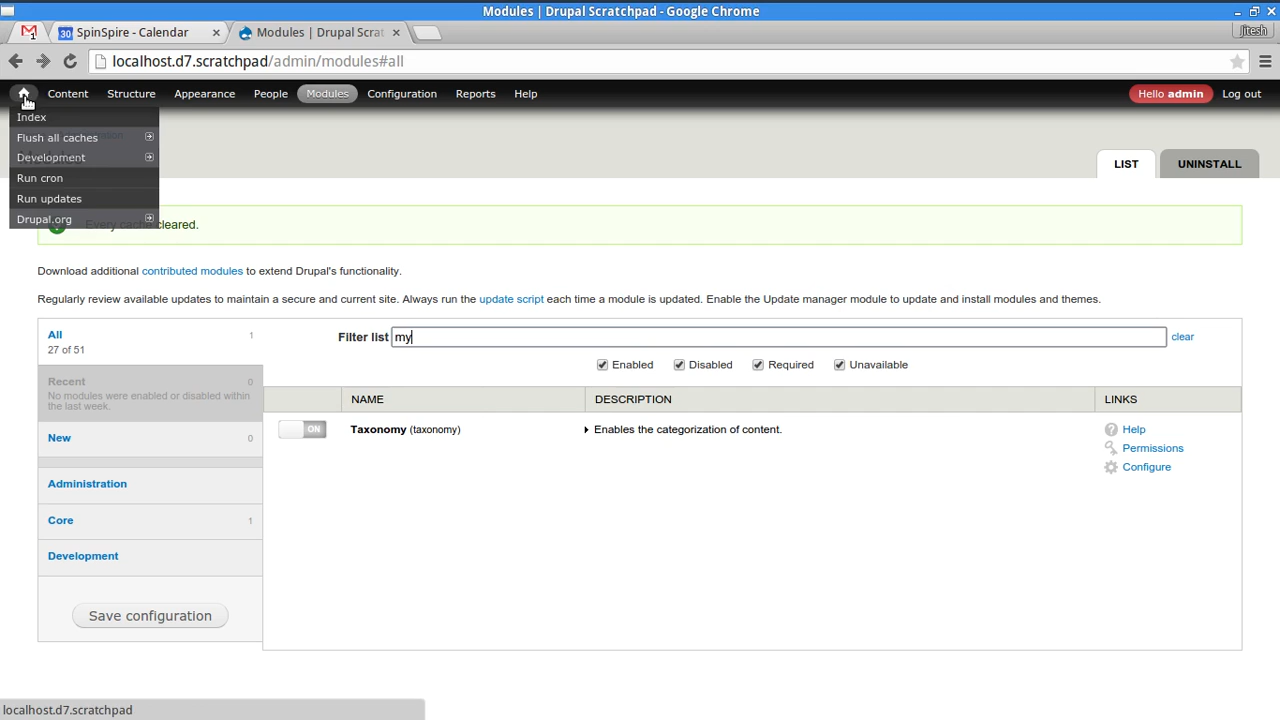 Modules | Drupal Scratchpad - Google Chrome
1
30 SpinSpire - Calendar ×
Modules | Drupal Scrat ×
jitesh
localhost.d7.scratchpad/admin/modules#all
Content Structure Appearance People Modules Configuration Reports Help Hello admin Log out
Index
Flush all caches
Development
Run cron
Run updates
Drupal.org
LIST UNINSTALL
Every cache cleared.
Download additional contributed modules to extend Drupal's functionality.
Regularly review available updates to maintain a secure and current site. Always run the update script each time a module is updated. Enable the Update manager module to update and install modules and themes.
All 1
27 of 51
Filter list my clear
Enabled Disabled Required Unavailable
Recent 0
No modules were enabled or disabled within
the last week.
New 0
Administration
Core 1
Development
Save configuration
NAME DESCRIPTION LINKS
ON Taxonomy (taxonomy) Enables the categorization of content. Help
Permissions
Configure
localhost.d7.scratchpad